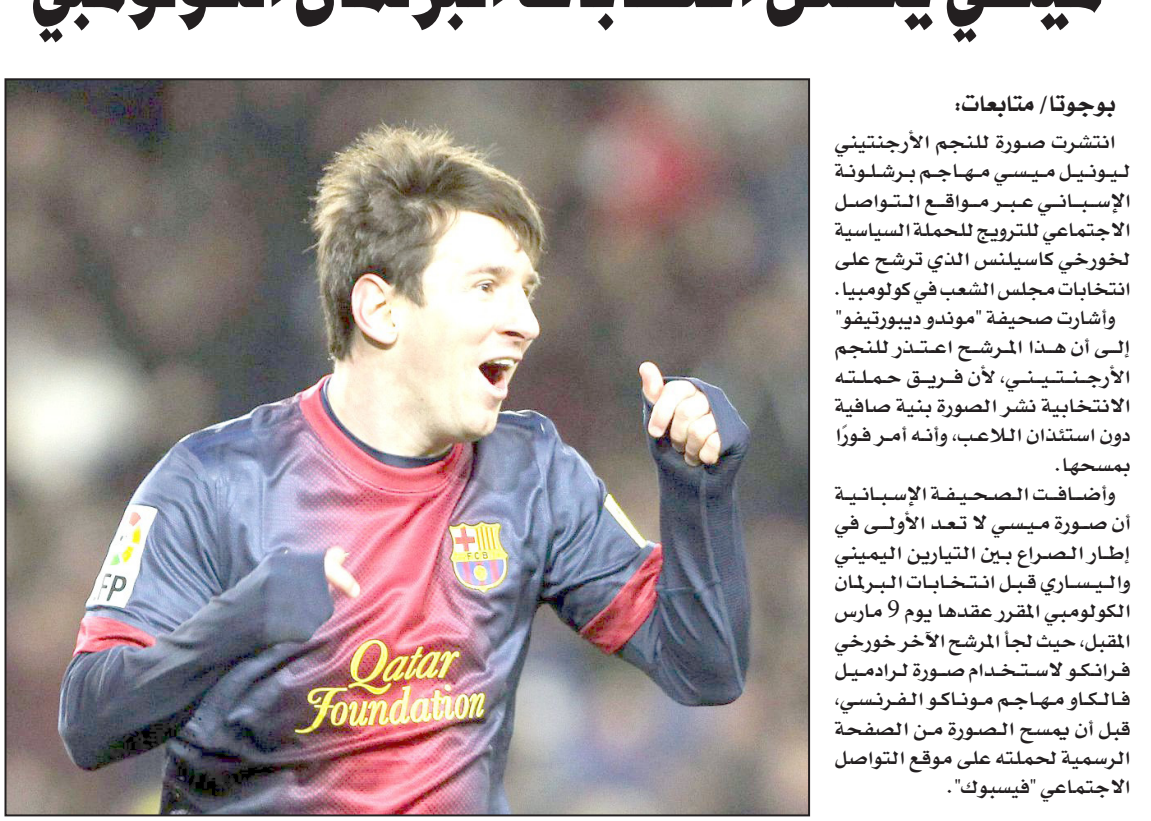 بوجوتا/ متابعات:
انتشرت صورة للنجم الأرجنتيني
ليونيل ميسي مهاجم برشلونة
الإسباني عبر مواقع التواصل
الاجتماعي للترويج للحملة السياسية
لخورخي كاسيلنس الذي ترشح على
انتخابات مجلس الشعب في كولومبيا.
وأشارت صحيفة "موندو ديبورتيفو"
إلى أن هذا المرشح اعتذر للنجم
الأرجنتيني، لأن فريق حملته
الانتخابية نشر الصورة بنية صافية
دون استئذان اللاعب، وأنه أمر فورًا
بمسحها.
وأضافت الصحيفة الإسبانية
أن صورة ميسي لا تعد الأولى في
إطار الصراع بين التيارين اليميني
واليساري قبل انتخابات البرلمان
الكولومبي المقرر عقدها يوم 9 مارس
المقبل، حيث لجأ المرشح الآخر خورخي
فرانكو لاستخدام صورة لرادميل
فالكاو مهاجم موناكو الفرنسي،
قبل أن يمسح الصورة من الصفحة
الرسمية لحملته على موقع التواصل
الاجتماعي "فيسبوك".
FCB
FP
Qatar
Foundation